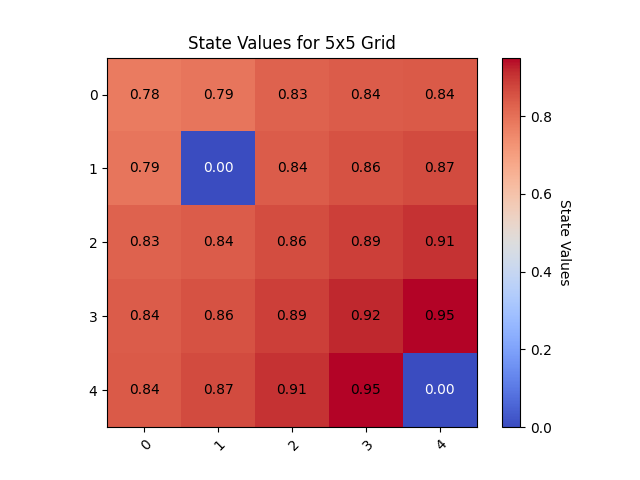 State Values for 5x5 Grid
0 0.78 0.79 0.83 0.84 0.84
1 0.79 0.00 0.84 0.86 0.87
2 0.83 0.84 0.86 0.89 0.91
3 0.84 0.86 0.89 0.92 0.95
4 0.84 0.87 0.91 0.95 0.00
0 1 2 3 4
0.8
0.6
0.4
0.2
0.0
State Values